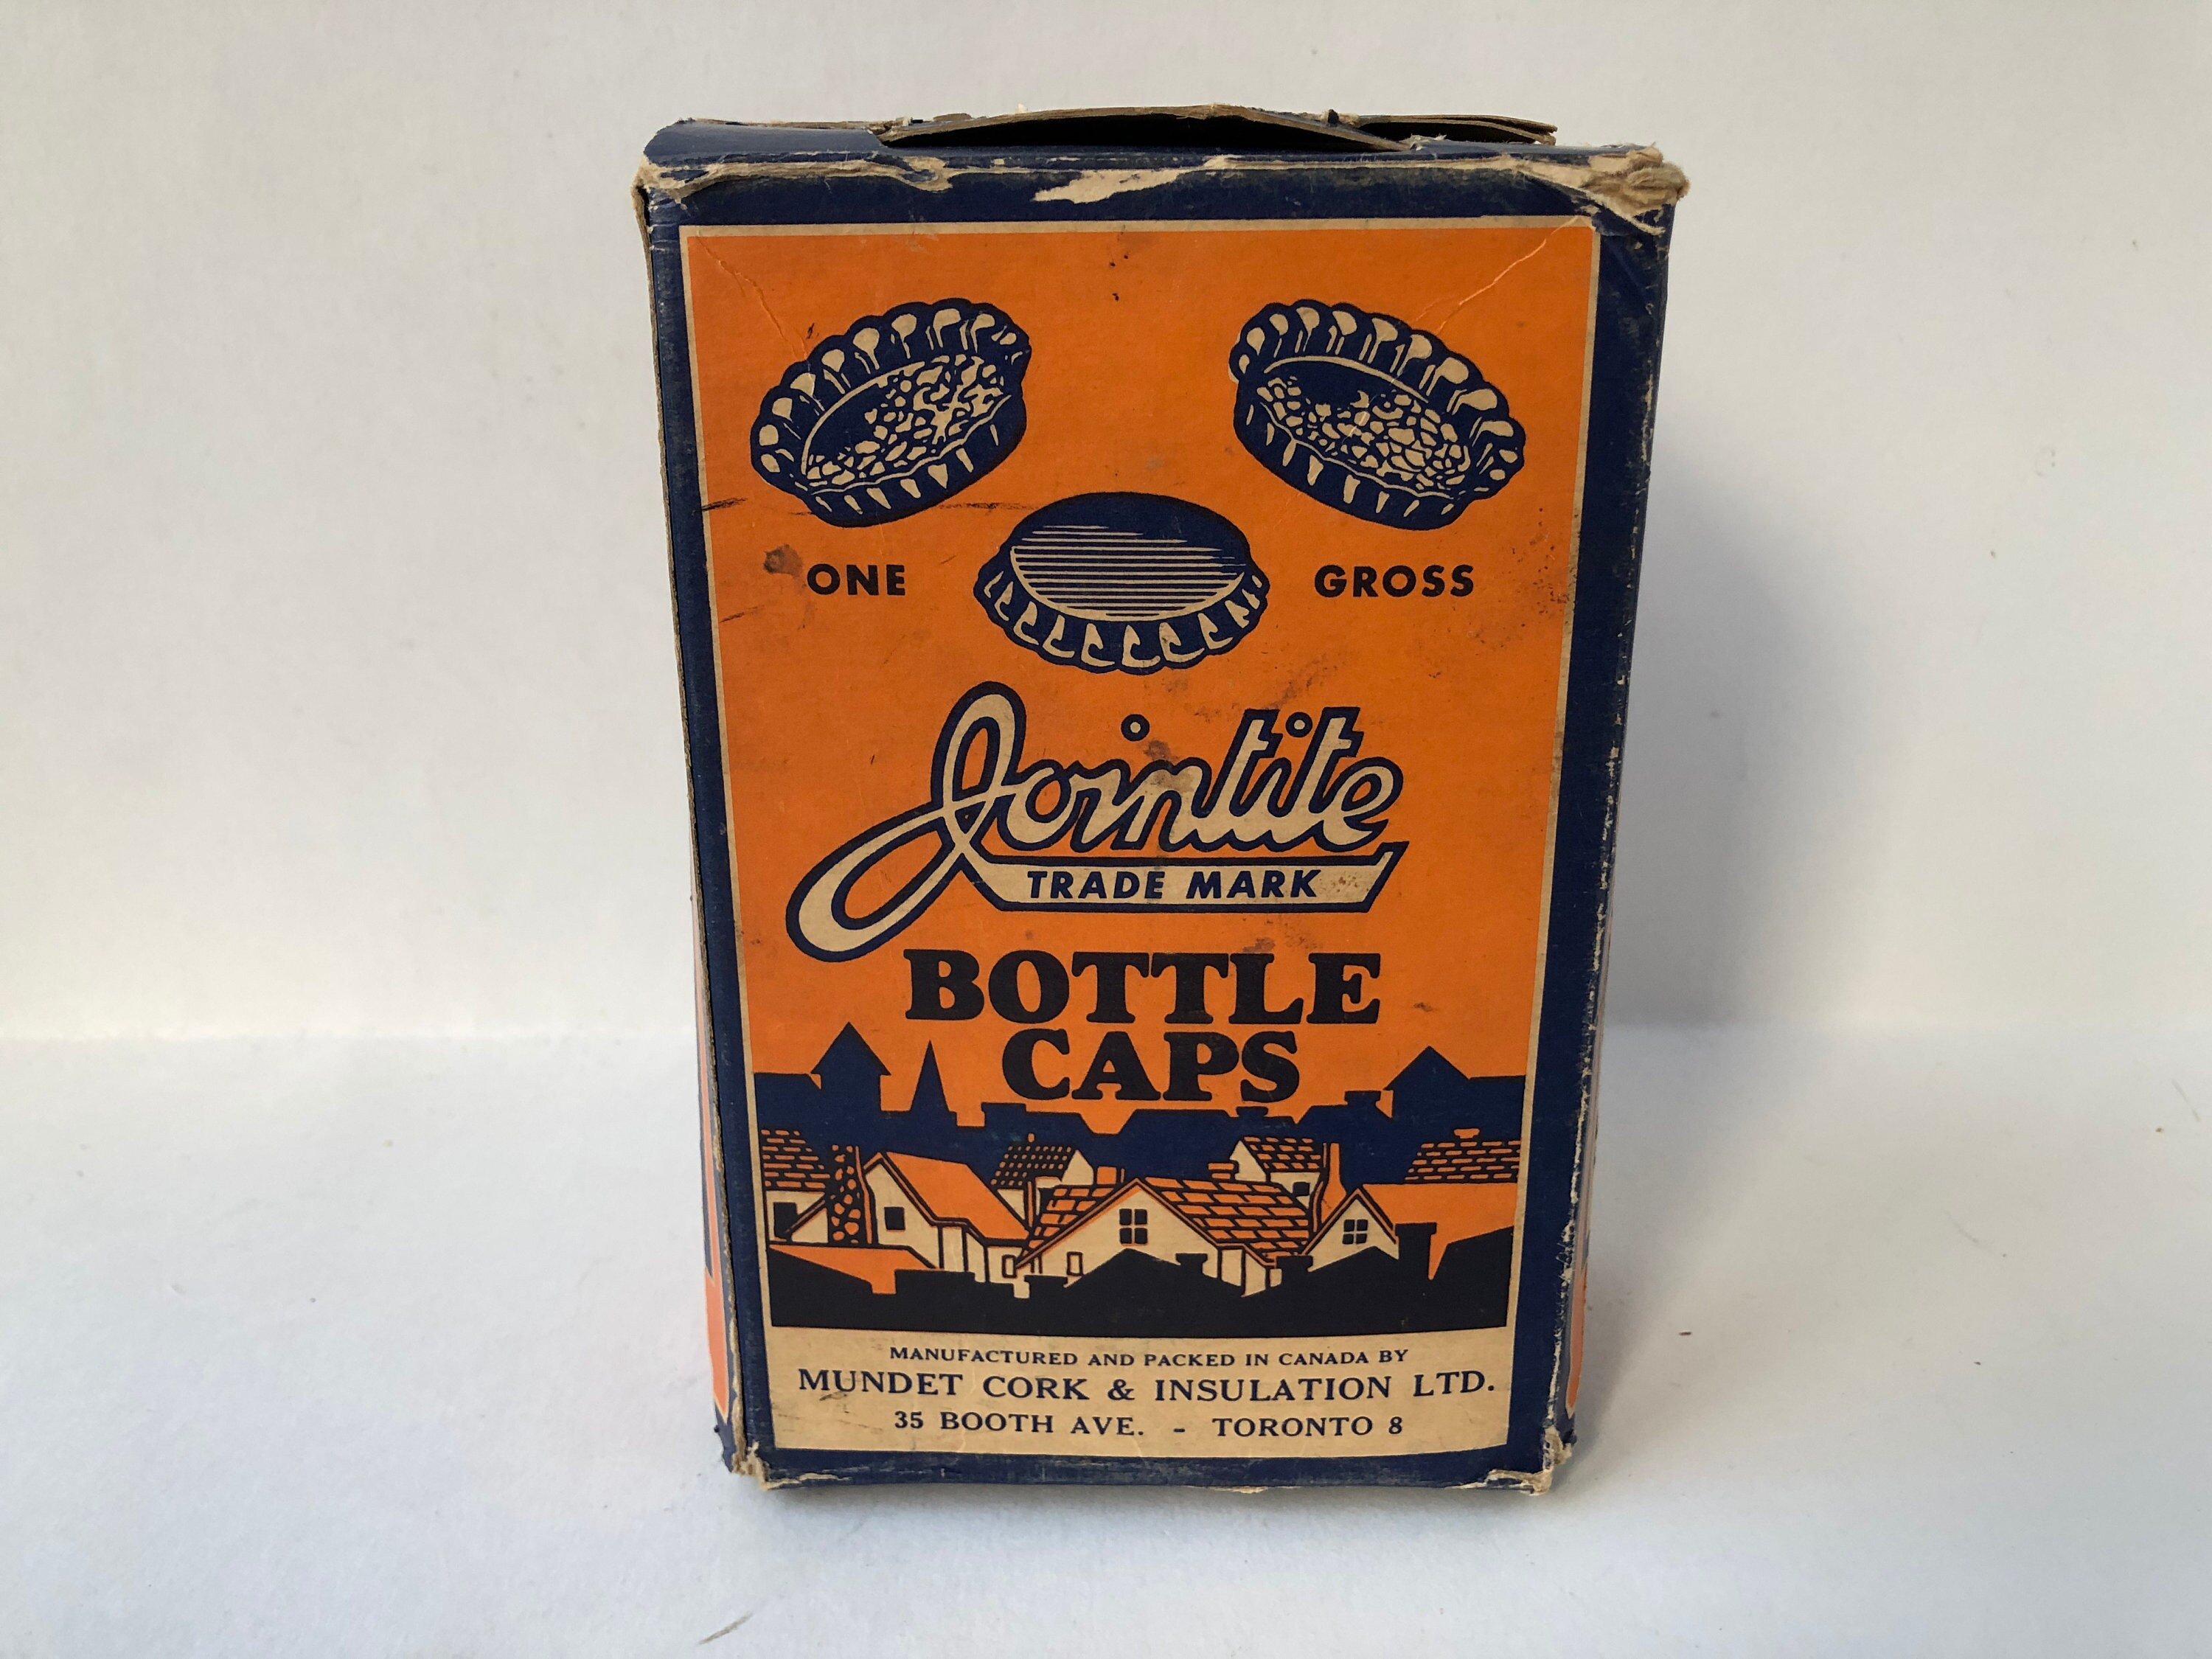 ONE GROSS
Jointite
TRADE MARK
BOTTLE
CAPS
MANUFACTURED AND PACKED IN CANADA BY
MUNDET CORK & INSULATION LTD.
35 BOOTH AVE. - TORONTO 8